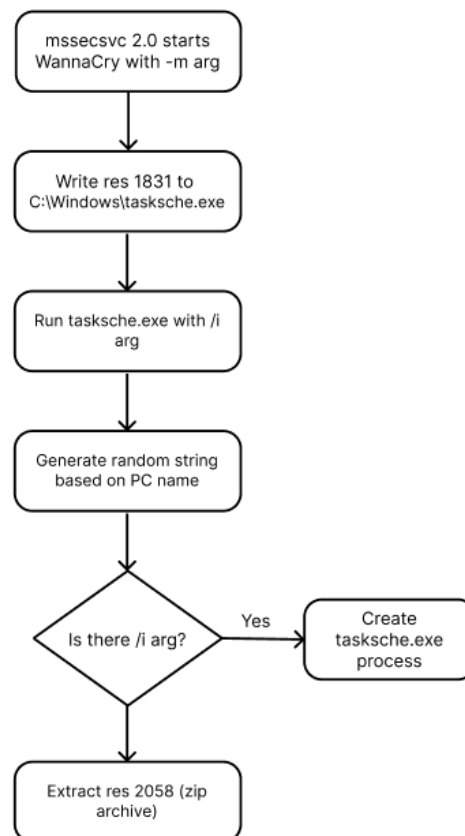 mssecsvc 2.0 starts
WannaCry with -m arg
Write res 1831 to
C:\Windows\tasksche.exe
Run tasksche.exe with /i
arg
Generate random string
based on PC name
Is there /i arg?
Yes
Create
tasksche.exe
process
Extract res 2058 (zip
archive)